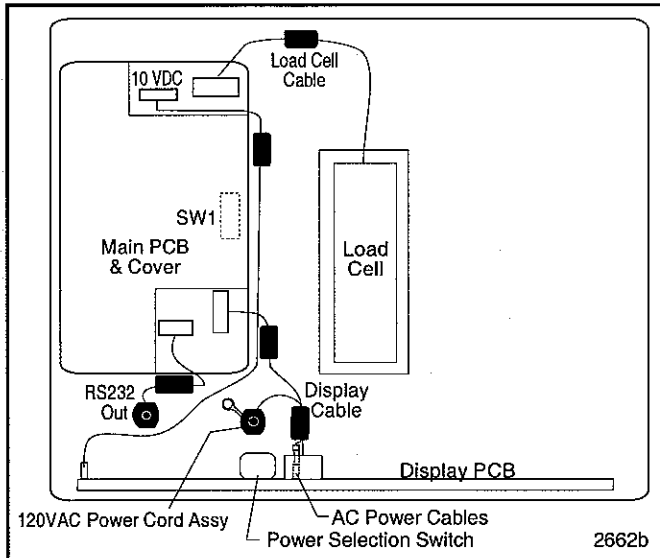 Load Cell
Cable
10 VDC
SW1
Main PCB
& Cover
Load
Cell
RS232
Out
Display
Cable
Display PCB
120VAC Power Cord Assy
AC Power Cables
Power Selection Switch
2662b